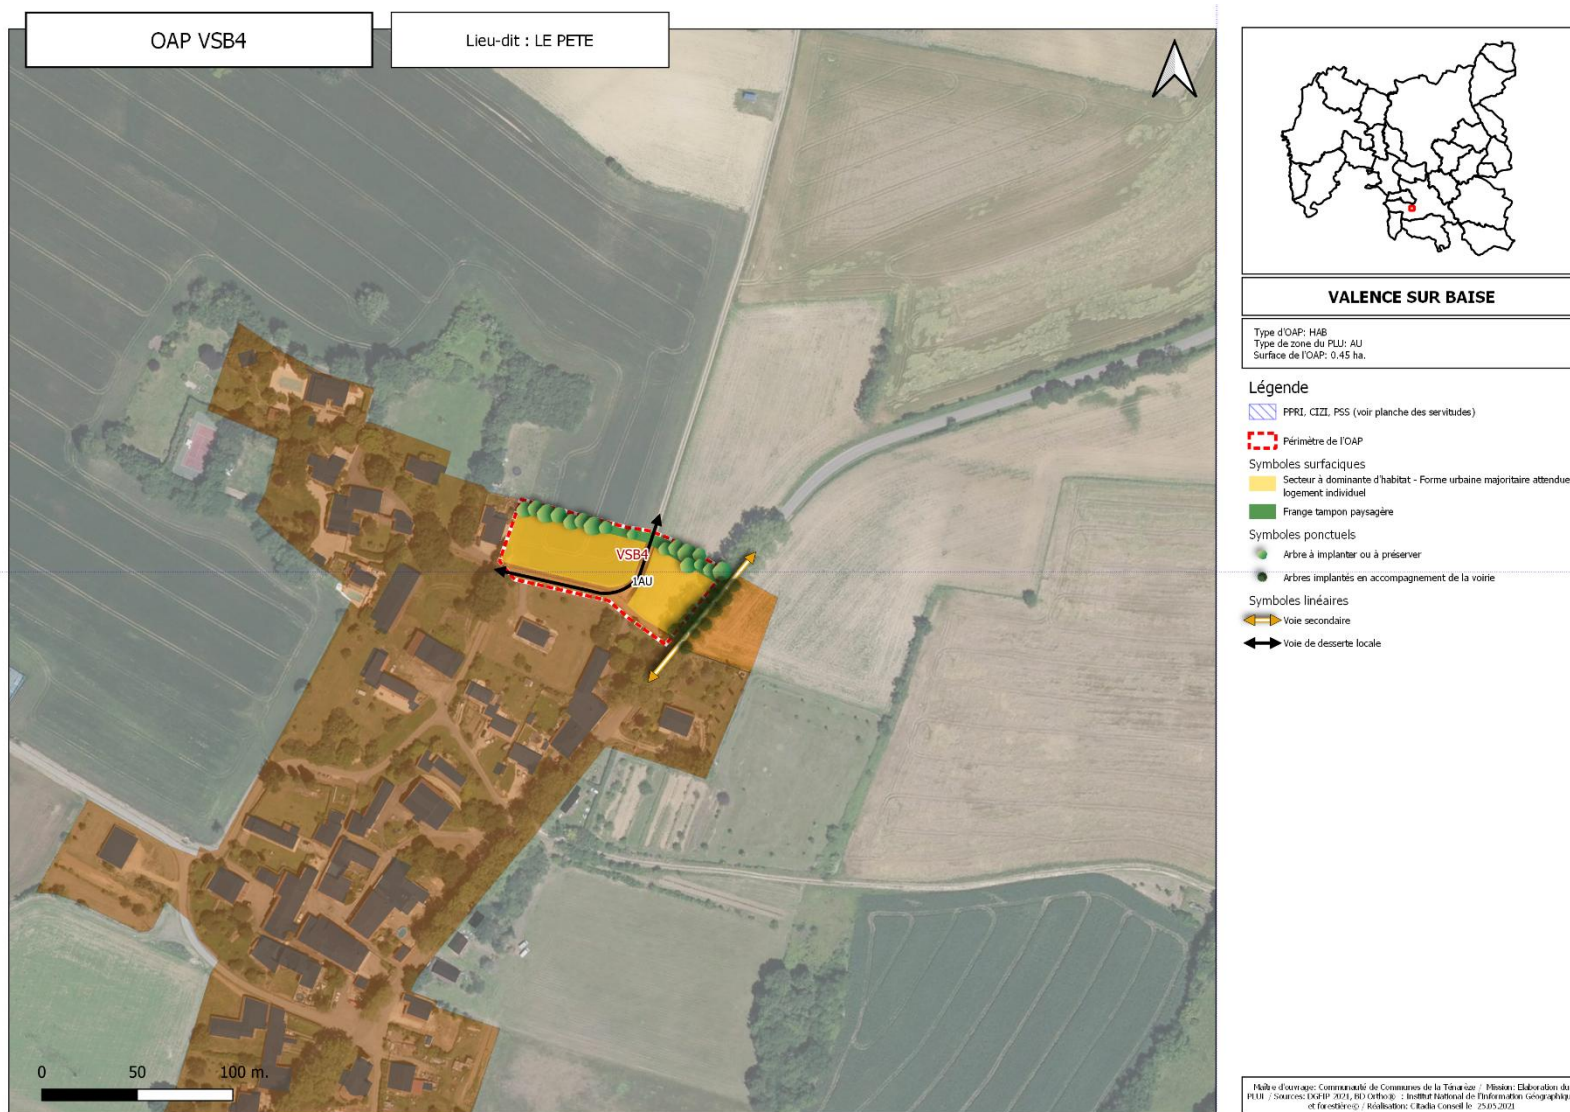 OAP VSB4
Lieu-dit : LE PETE
VSB4
1AU
0 50 100 m.
VALENCE SUR BAISE
Type d'OAP: HAB
Type de zone du PLU: AU
Surface de l'OAP: 0.45 ha.
Légende
PPRI, CIZI, PSS (voir planche des servitudes)
Périmètre de l'OAP
Symboles surfaciques
Secteur à dominante d'habitat - Forme urbaine majoritaire attendue
logement individuel
Frange tampon paysagère
Symboles ponctuels
Arbre à implanter ou à préserver
Arbres implantés en accompagnement de la voirie
Symboles linéaires
Voie secondaire
Voie de desserte locale
Maître d'ouvrage: Communauté de Communes de la Ténarèze / Mission: Elaboration du
PLUI / Sources: DGFIP 2021, BD Ortho® : Institut National de l'Information Géographique
et forestière© / Réalisation: Citadia Conseil le 25.05.2021